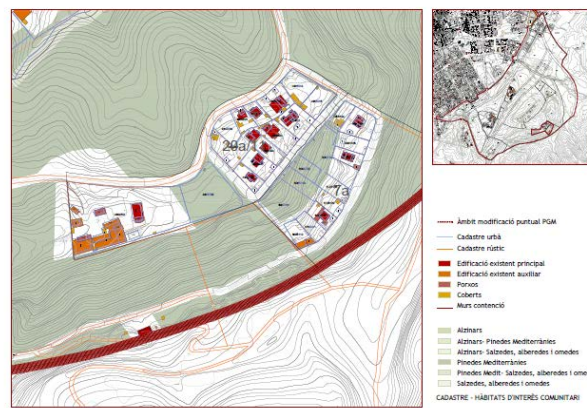 20a/1
7a
Àmbit modificació puntual PGM
Cadastre urbà
Cadastre rústic
Edificació existent principal
Edificació existent auxiliar
Porxos
Coberts
Murs contenció
Alzinars
Alzinars- Pinedes Mediterrànies
Alzinars- Salzedes, alberedes i omedes
Pinedes Mediterrànies
Pinedes Medit- Salzedes, alberedes i ome
Salzedes, alberedes i omedes
CADASTRE - HÀBITATS D'INTERÈS COMUNITARI